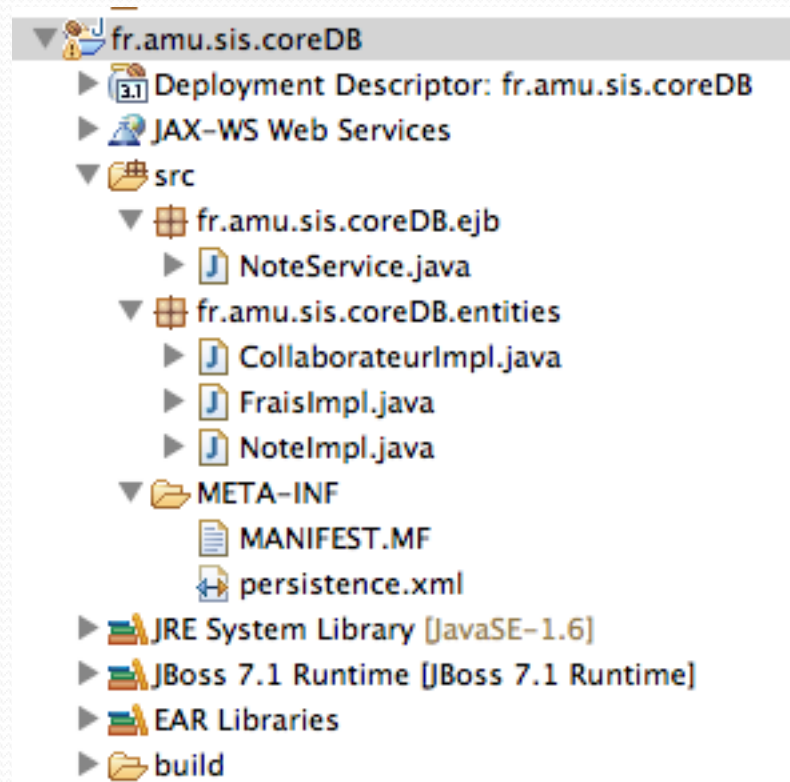 fr.amu.sis.coreDB
3.1 Deployment Descriptor: fr.amu.sis.coreDB
JAX-WS Web Services
src
fr.amu.sis.coreDB.ejb
J NoteService.java
fr.amu.sis.coreDB.entities
J CollaborateurImpl.java
J FraisImpl.java
J NoteImpl.java
META-INF
MANIFEST.MF
persistence.xml
JRE System Library [JavaSE-1.6]
JBoss 7.1 Runtime [JBoss 7.1 Runtime]
EAR Libraries
build